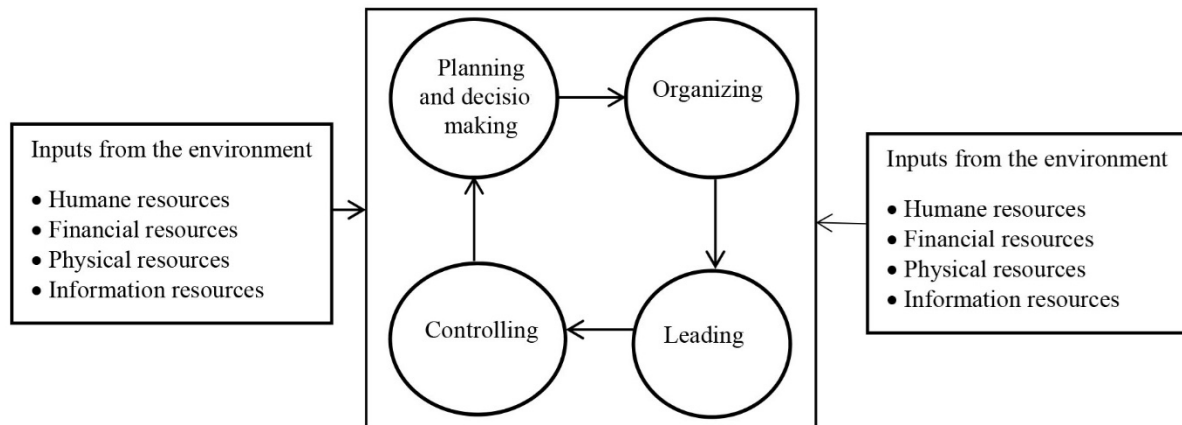 Inputs from the environment
• Humane resources
• Financial resources
• Physical resources
• Information resources
Planning
and decisio
making
Organizing
Controlling
Leading
Inputs from the environment
• Humane resources
• Financial resources
• Physical resources
• Information resources